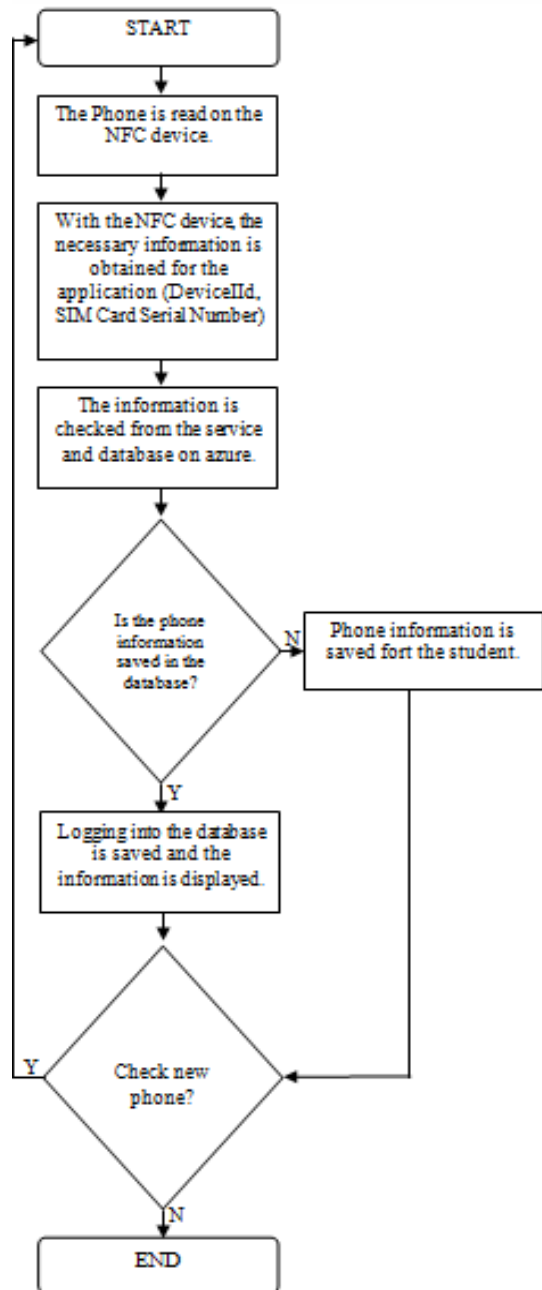 START
The Phone is read on the
NFC device.
With the NFC device, the
necessary information is
obtained for the
application (DeviceIId,
SIM Card Serial Number)
The information is
checked from the service
and database on azure.
Is the phone
information
saved in the
database?
N
Phone information is
saved fort the student.
Y
Logging into the database
is saved and the
information is displayed.
Y
Check new
phone?
N
END